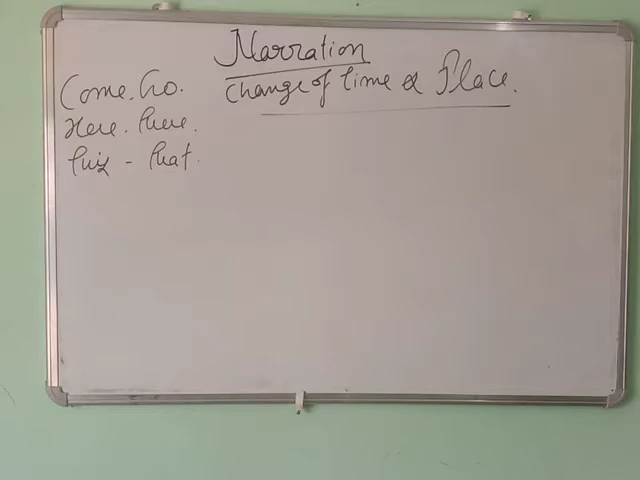 Narration
Change of time & Place.
Come. Go.
Here. there.
this - that.